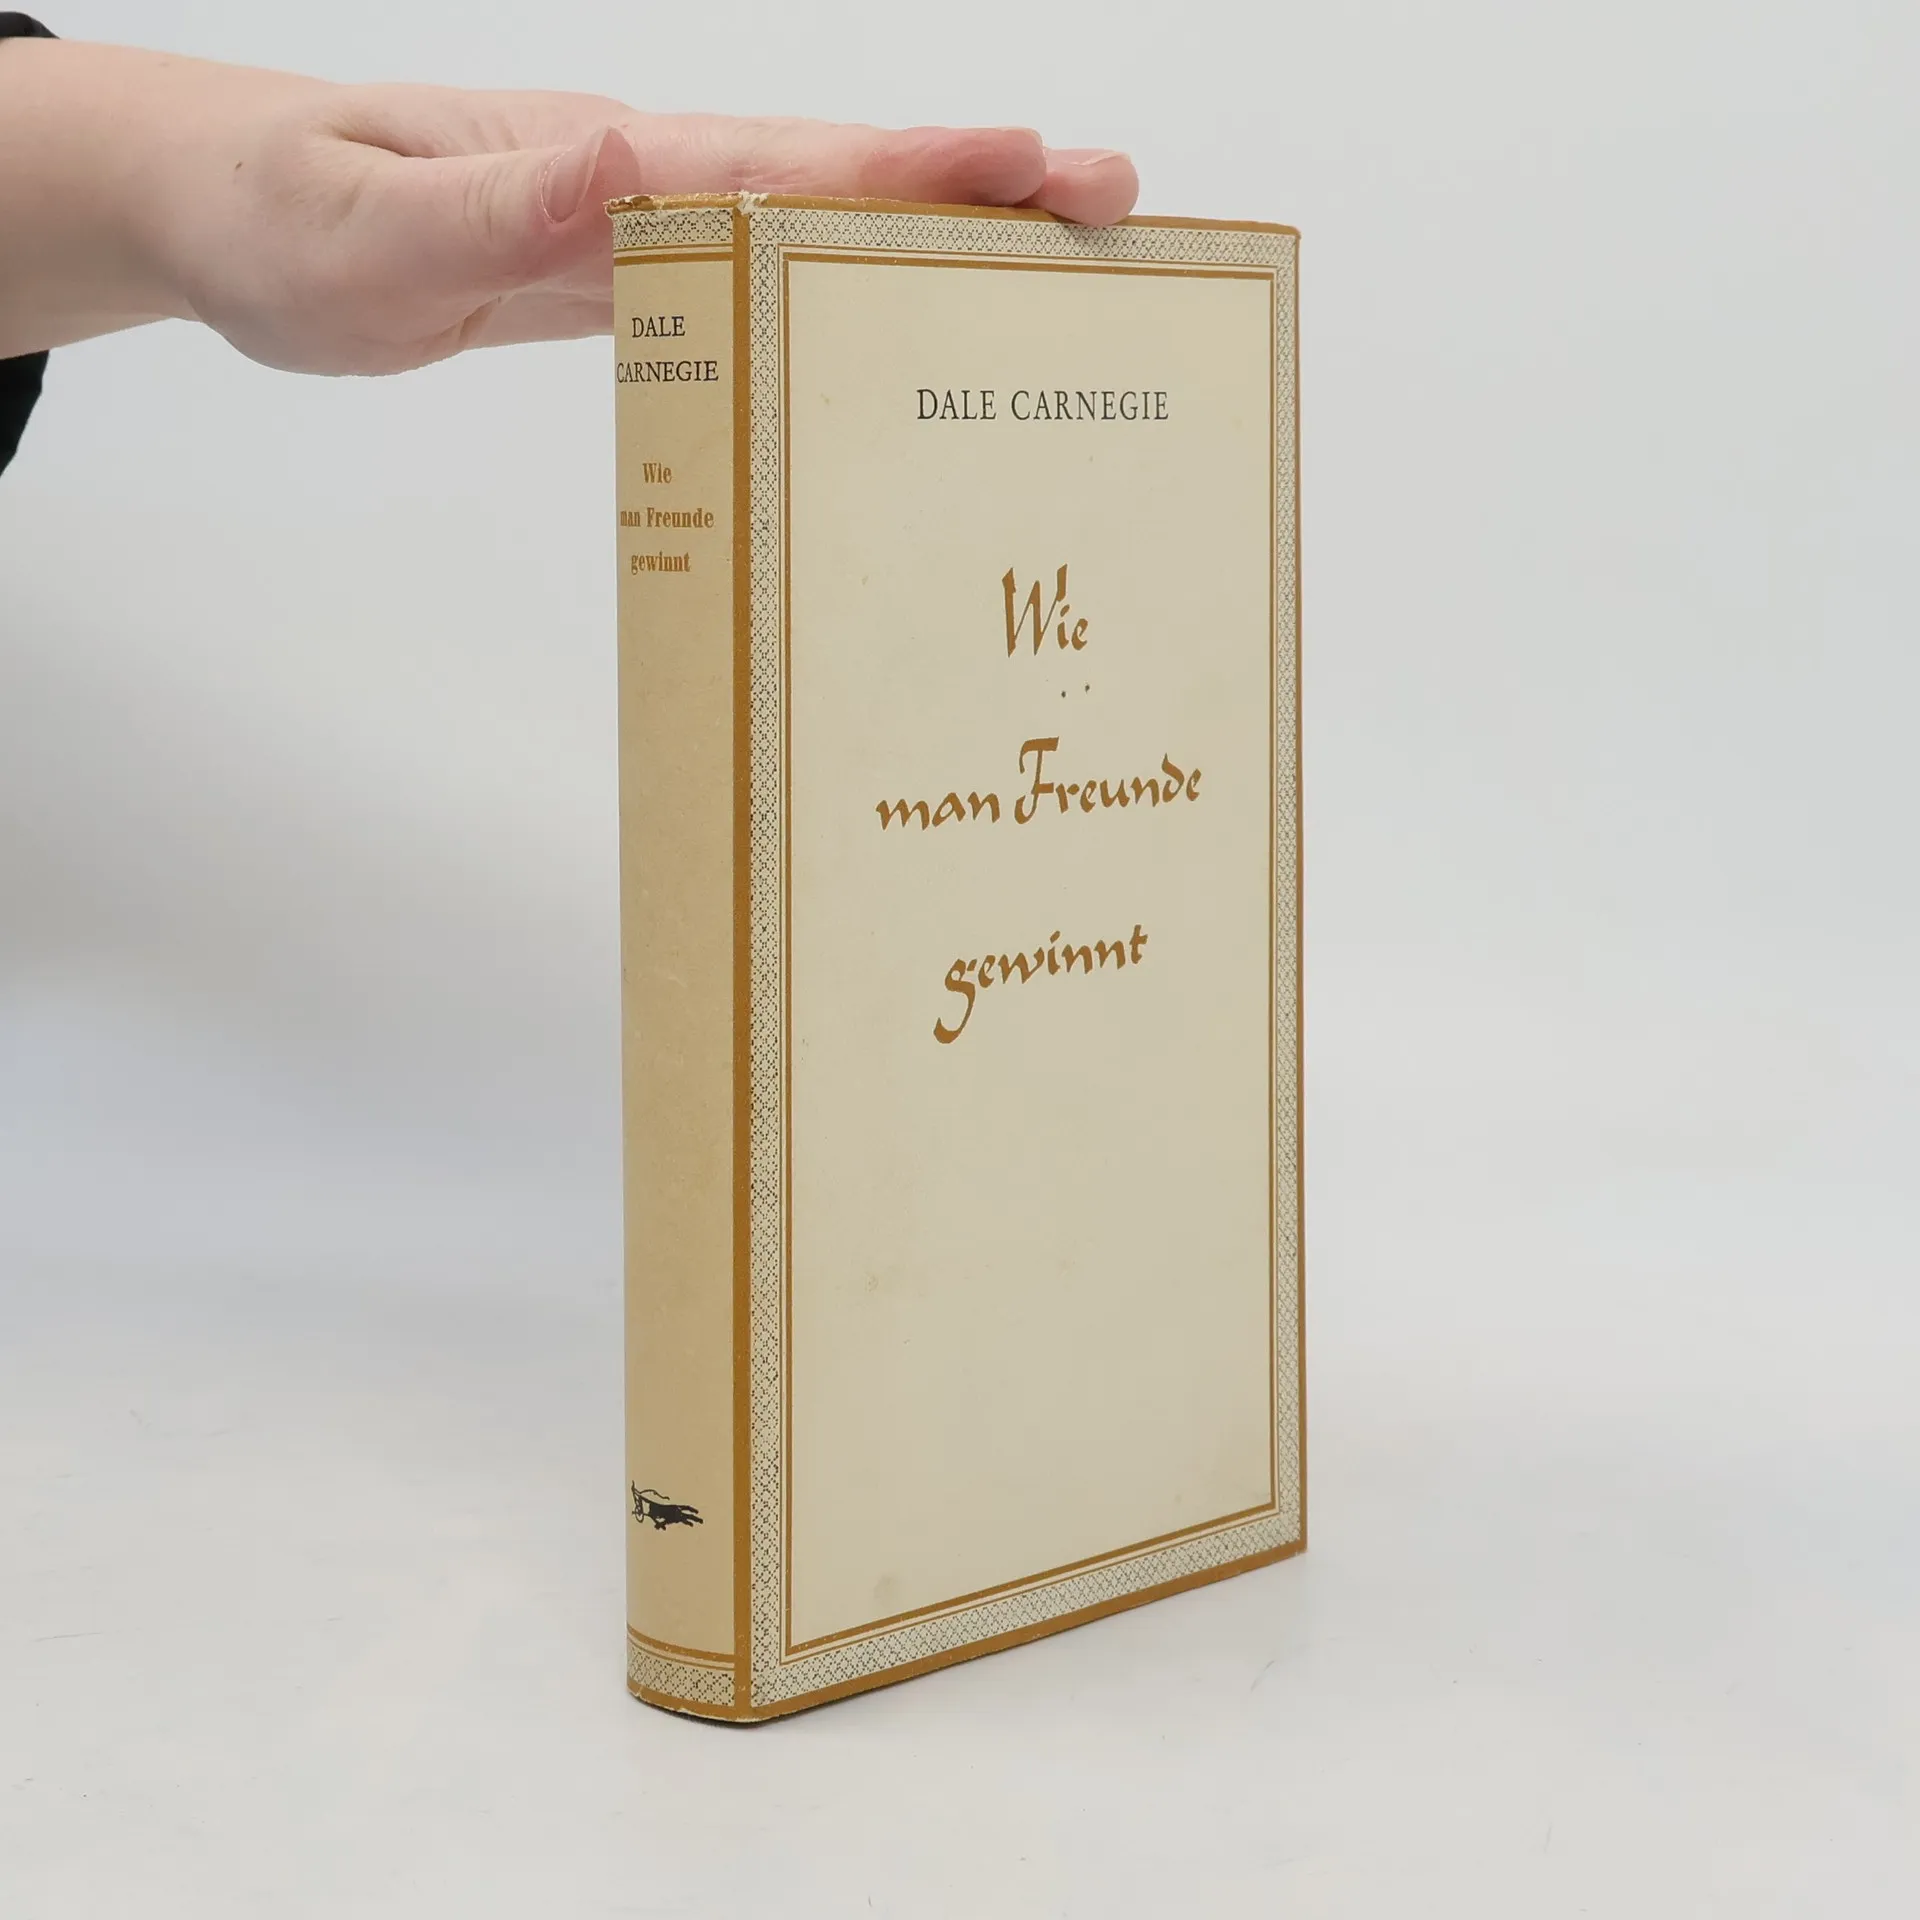 DALE
CARNEGIE
Wie
man Freunde
gewinnt
DALE CARNEGIE
Wie
man Freunde
gewinnt